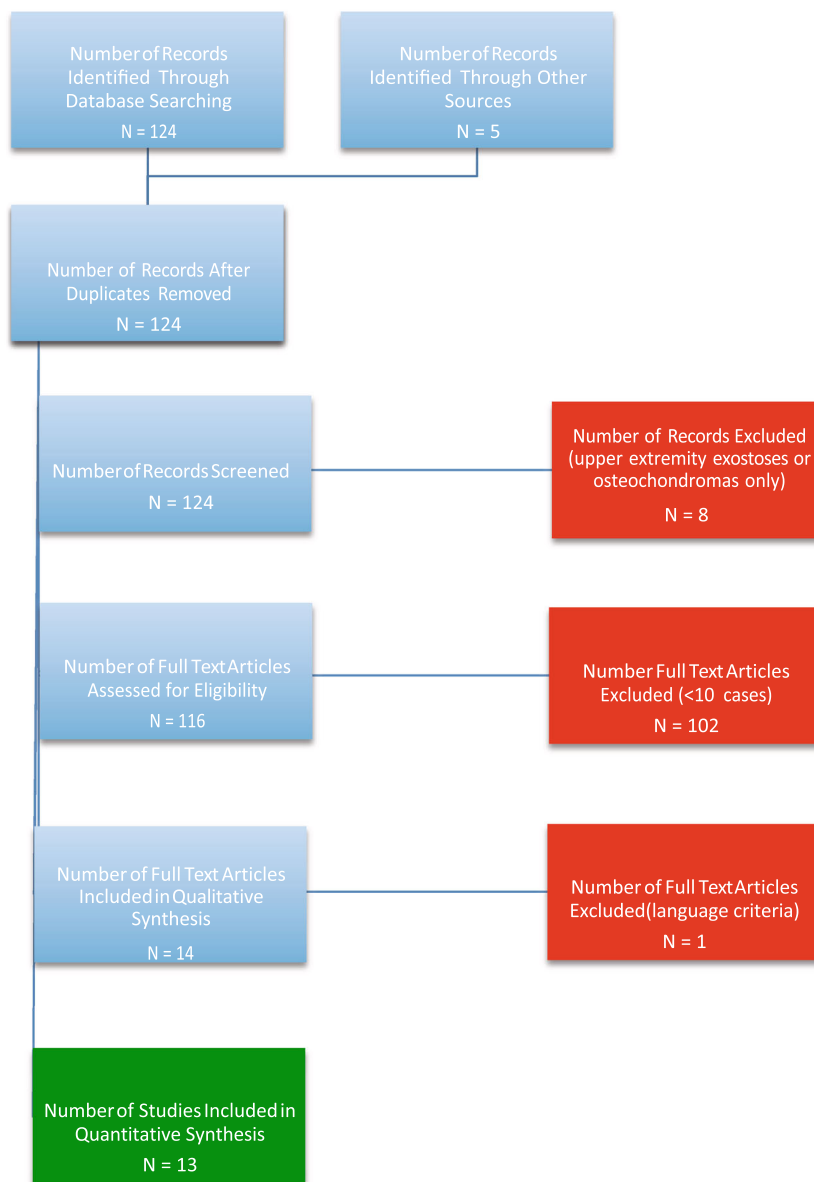 Number of Records
Identified Through
Database Searching
N = 124
Number of Records
Identified Through Other
Sources
N = 5
Number of Records After
Duplicates Removed
N = 124
Number of Records Screened
N = 124
Number of Records Excluded
(upper extremity exostoses or
osteochondromas only)
N = 8
Number of Full Text Articles
Assessed for Eligibility
N = 116
Number Full Text Articles
Excluded (<10 cases)
N = 102
Number of Full Text Articles
Included in Qualitative
Synthesis
N = 14
Number of Full Text Articles
Excluded (language criteria)
N = 1
Number of Studies Included in
Quantitative Synthesis
N = 13